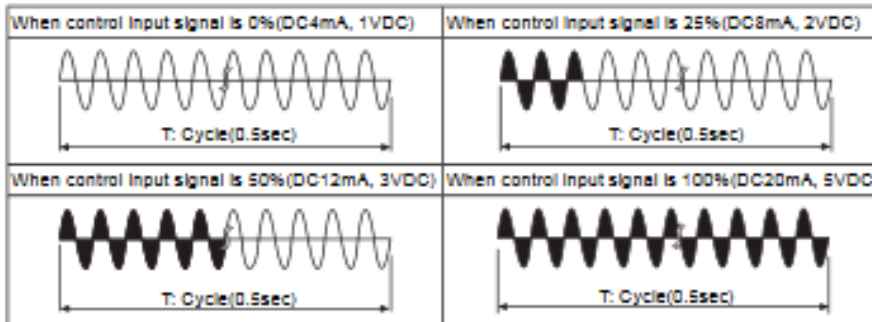 When control input signal is 0%(DC4mA, 1VDC)
When control input signal is 25%(DC8mA, 2VDC)
T: Cycle(0.5sec)
T: Cycle(0.5sec)
When control input signal is 50%(DC12mA, 3VDC)
When control input signal is 100%(DC20mA, 5VDC
T: Cycle(0.5sec)
T: Cycle(0.5sec)